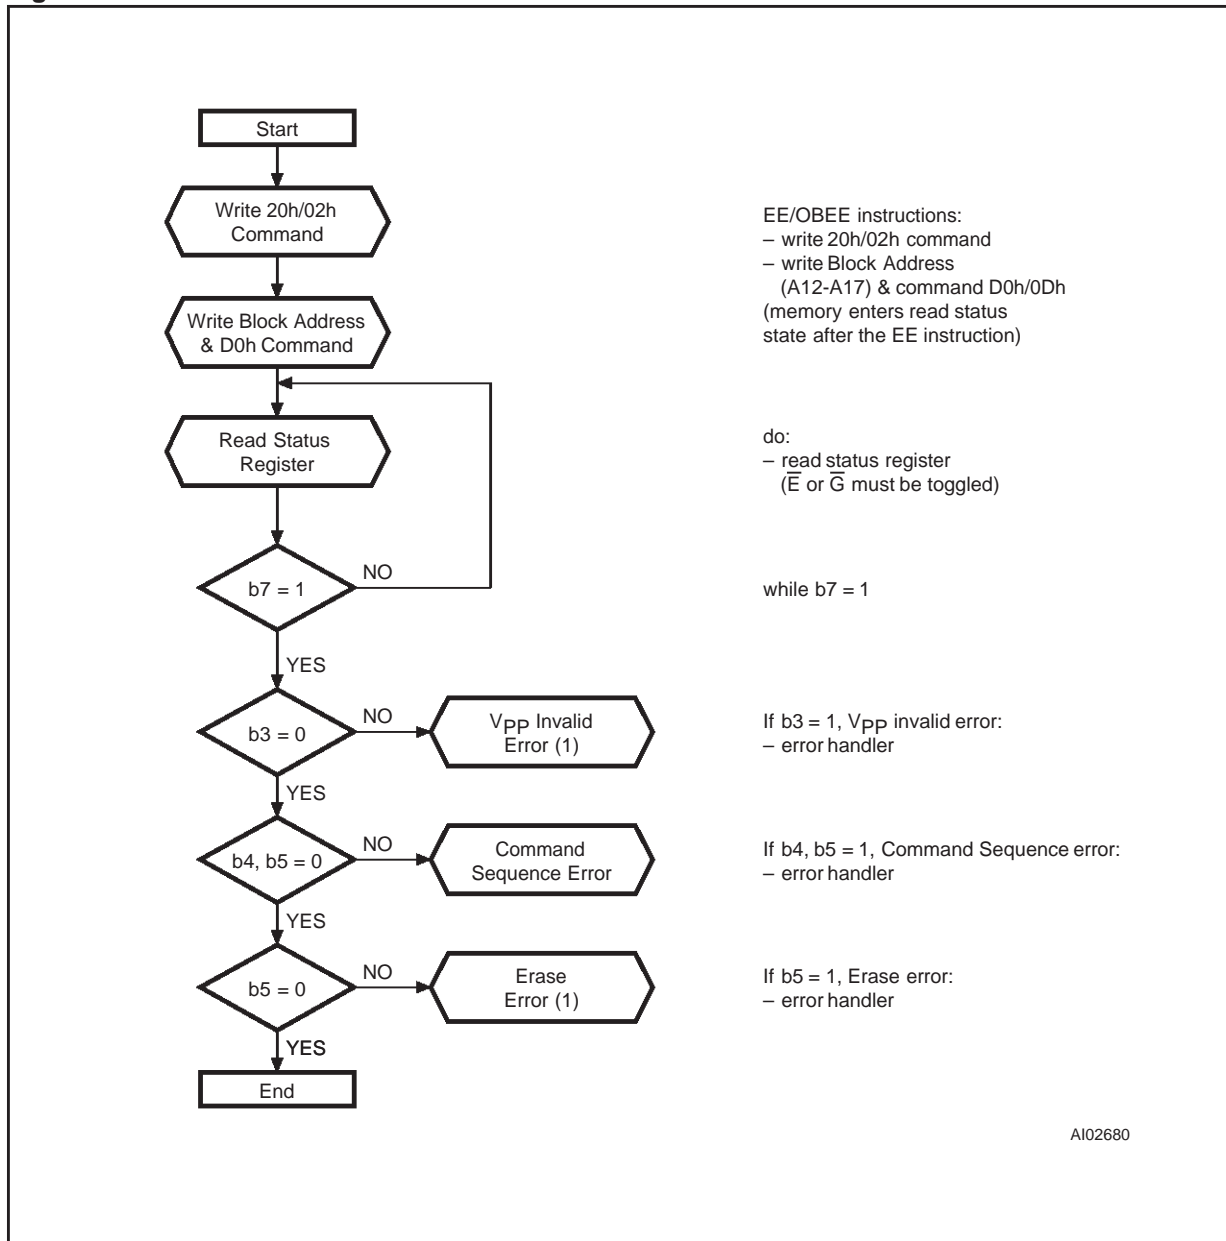 Start
Write 20h/02h
Command
EE/OBEE instructions:
– write 20h/02h command
– write Block Address
(A12-A17) & command D0h/0Dh
(memory enters read status
state after the EE instruction)
Write Block Address
& D0h Command
Read Status
Register
do:
– read status register
(E̅ or G̅ must be toggled)
b7 = 1
NO
while b7 = 1
YES
b3 = 0
NO
VPP Invalid
Error (1)
If b3 = 1, VPP invalid error:
– error handler
YES
b4, b5 = 0
NO
Command
Sequence Error
If b4, b5 = 1, Command Sequence error:
– error handler
YES
b5 = 0
NO
Erase
Error (1)
If b5 = 1, Erase error:
– error handler
YES
End
AI02680